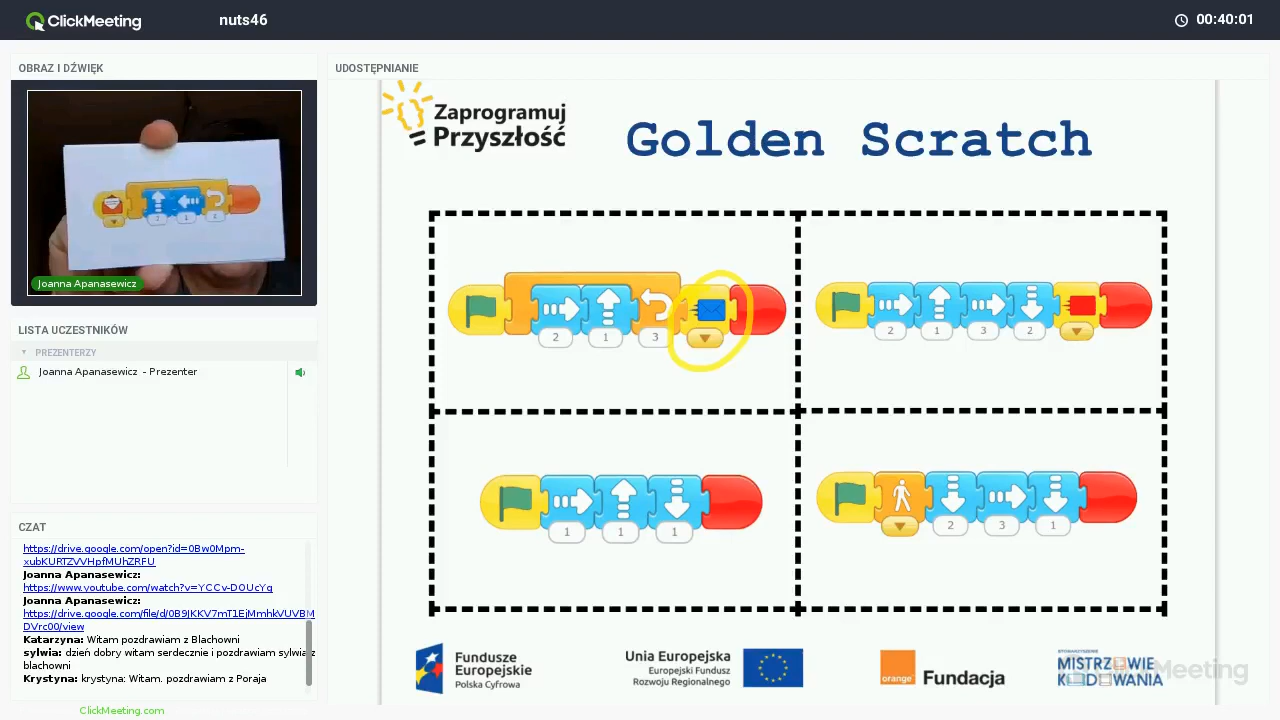 ClickMeeting
nuts46
00:40:01
OBRAZ I DŹWIĘK
Joanna Apanasewicz
LISTA UCZESTNIKÓW
PREZENTERZY
Joanna Apanasewicz - Prezenter
CZAT
https://drive.google.com/open?id=0Bw0Mpm-
xubKURTZVVHpfMUhZRFU
Joanna Apanasewicz:
https://www.youtube.com/watch?v=YCCv-DOUcYg
Joanna Apanasewicz:
https://drive.google.com/file/d/0B9JKKV7mT1EjMmhkVUVBM
DVrc00/view
Katarzyna: Witam pozdrawiam z Blachowni
sylwia: dzień dobry witam serdecznie i pozdrawiam sylwia z
blachowni
Krystyna: krystyna: Witam. pozdrawiam z Poraja
ClickMeeting.com
UDOSTĘPNIANIE
Zaprogramuj
Przyszłość
Golden Scratch
2 1 3
2 1 3 2
1 1 1
2 3 1
Fundusze
Europejskie
Polska Cyfrowa
Unia Europejska
Europejski Fundusz
Rozwoju Regionalnego
orange
Fundacja
STOWARZYSZENIE
MISTRZOWIE
KODOWANIA
ClickMeeting